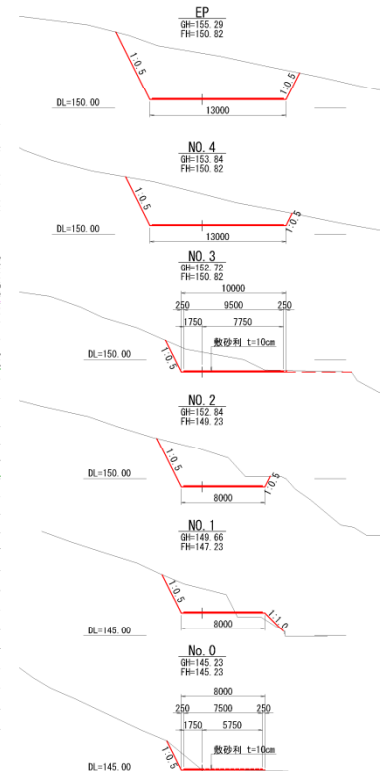 EP
GH=155.29
FH=150.82
1:0.5
1:0.5
DL=150.00
13000
NO.4
GH=153.84
FH=150.82
1:0.5
1:0.5
DL=150.00
13000
NO.3
GH=152.72
FH=150.82
10000
250 9500 250
1750 7750
敷砂利 t=10cm
DL=150.00
1:0.5
NO.2
GH=152.84
FH=149.23
1:0.5
DL=150.00
1:0.5
8000
NO.1
GH=149.66
FH=147.23
1:0.5
1:1.0
DL=145.00
8000
No.0
GH=145.23
FH=145.23
8000
250 7500 250
1750 5750
敷砂利 t=10cm
1:0.5
DL=145.00